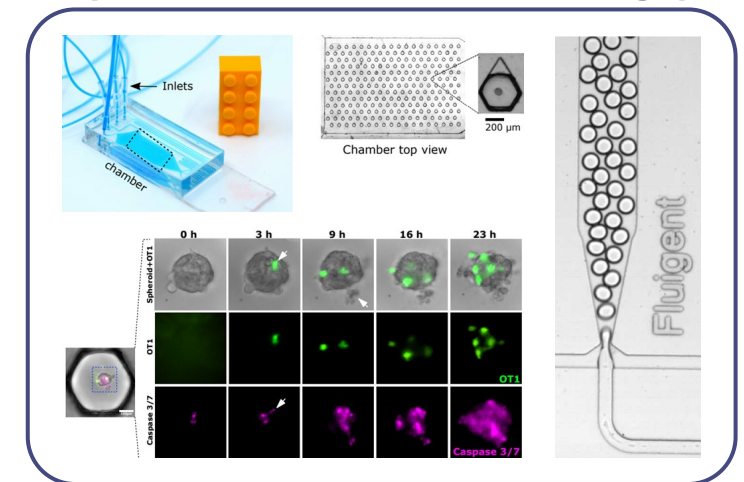 Inlets
chamber
200 µm
Chamber top view
Fluigent
0 h
3 h
9 h
16 h
23 h
Spheroid+OT1
OT1
OT1
Caspase 3/7
Caspase 3/7